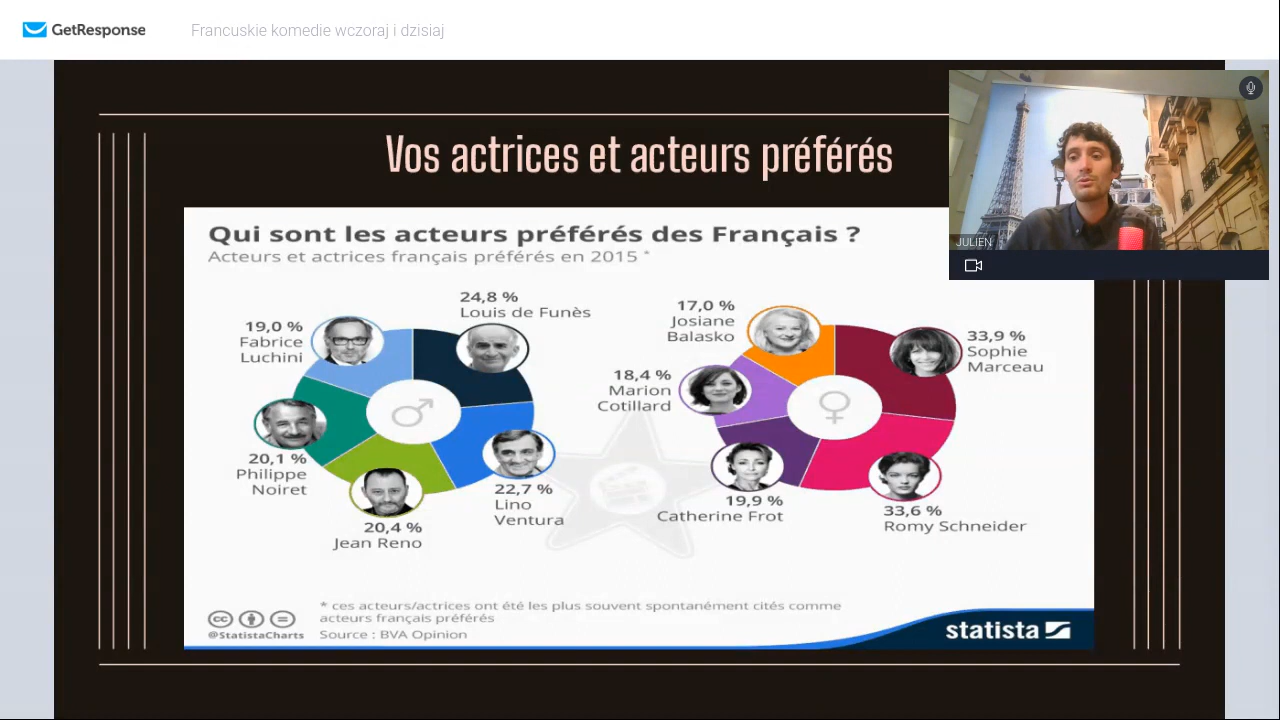 GetResponse
Francuskie komedie wczoraj i dzisiaj
Vos actrices et acteurs préférés
JULIEN
Qui sont les acteurs préférés des Français ?
Acteurs et actrices français préférés en 2015 *
24,8 %
Louis de Funès
19,0 %
Fabrice
Luchini
20,1 %
Philippe
Noiret
20,4 %
Jean Reno
22,7 %
Lino
Ventura
17,0 %
Josiane
Balasko
33,9 %
Sophie
Marceau
18,4 %
Marion
Cotillard
19,9 %
Catherine Frot
33,6 %
Romy Schneider
* ces acteurs/actrices ont été les plus souvent spontanément cités comme
acteurs français préférés
cc
@StatistaCharts
Source : BVA Opinion
statista